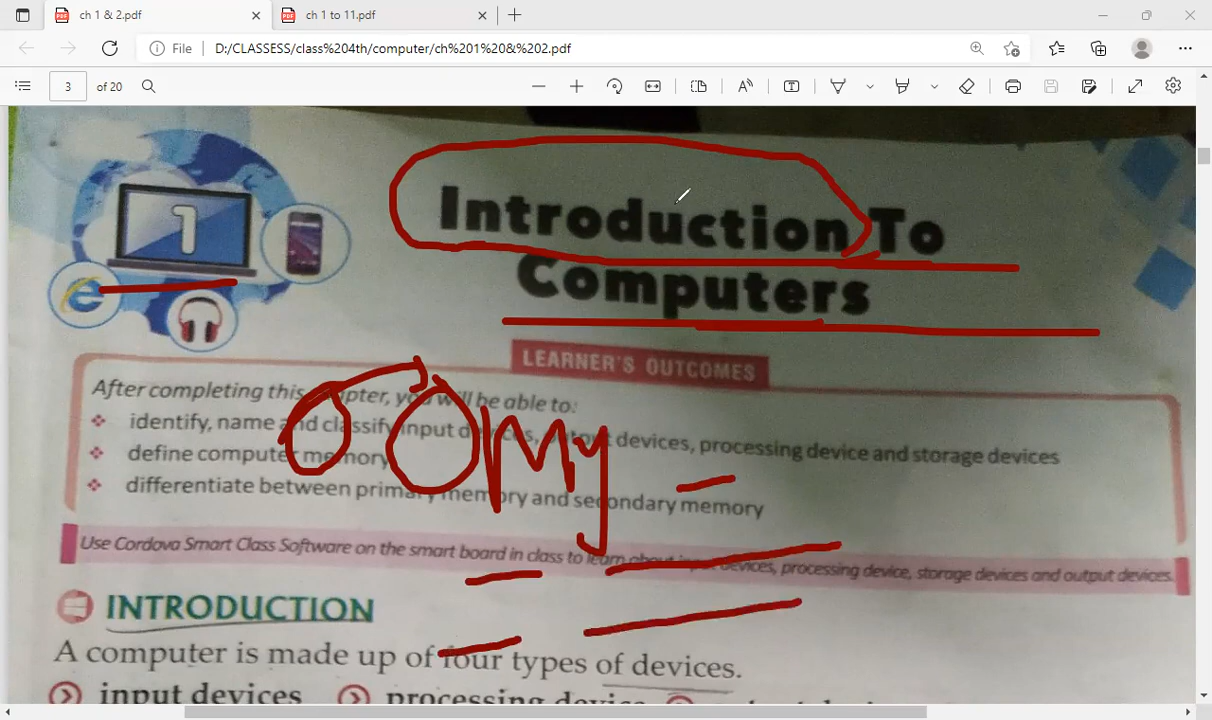 ch 1 & 2.pdf
ch 1 to 11.pdf
File
D:/CLASSESS/class%204th/computer/ch%201%20&%202.pdf
3 of 20
1
Introduction To
Computers
LEARNER'S OUTCOMES
After completing this chapter, you will be able to:
identify, name and classify input devices, output devices, processing device and storage devices
define computer memory
differentiate between primary memory and secondary memory
Use Cordova Smart Class Software on the smart board in class to learn about input devices, processing device, storage devices and output devices.
INTRODUCTION
A computer is made up of four types of devices.
input devices